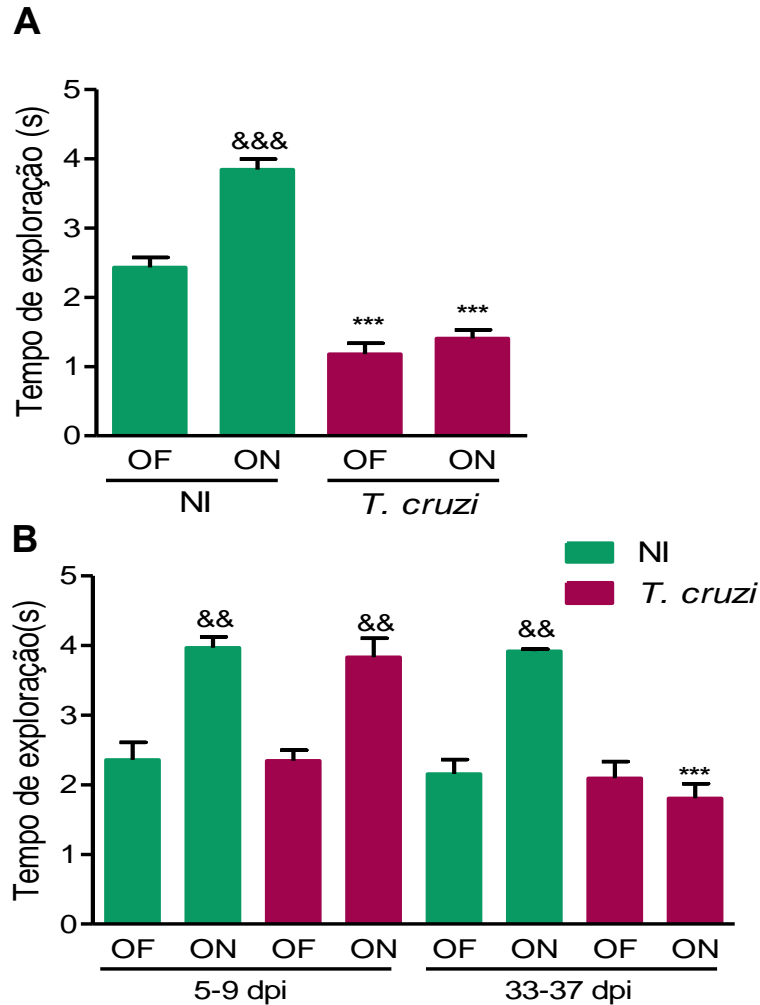 A
Tempo de exploração (s)
5
4
3
2
1
0
&&&
***
***
OF ON OF ON
NI T. cruzi
B
NI
T. cruzi
Tempo de exploração(s)
5
4
3
2
1
0
&& && && ***
OF ON OF ON OF ON OF ON
5-9 dpi 33-37 dpi